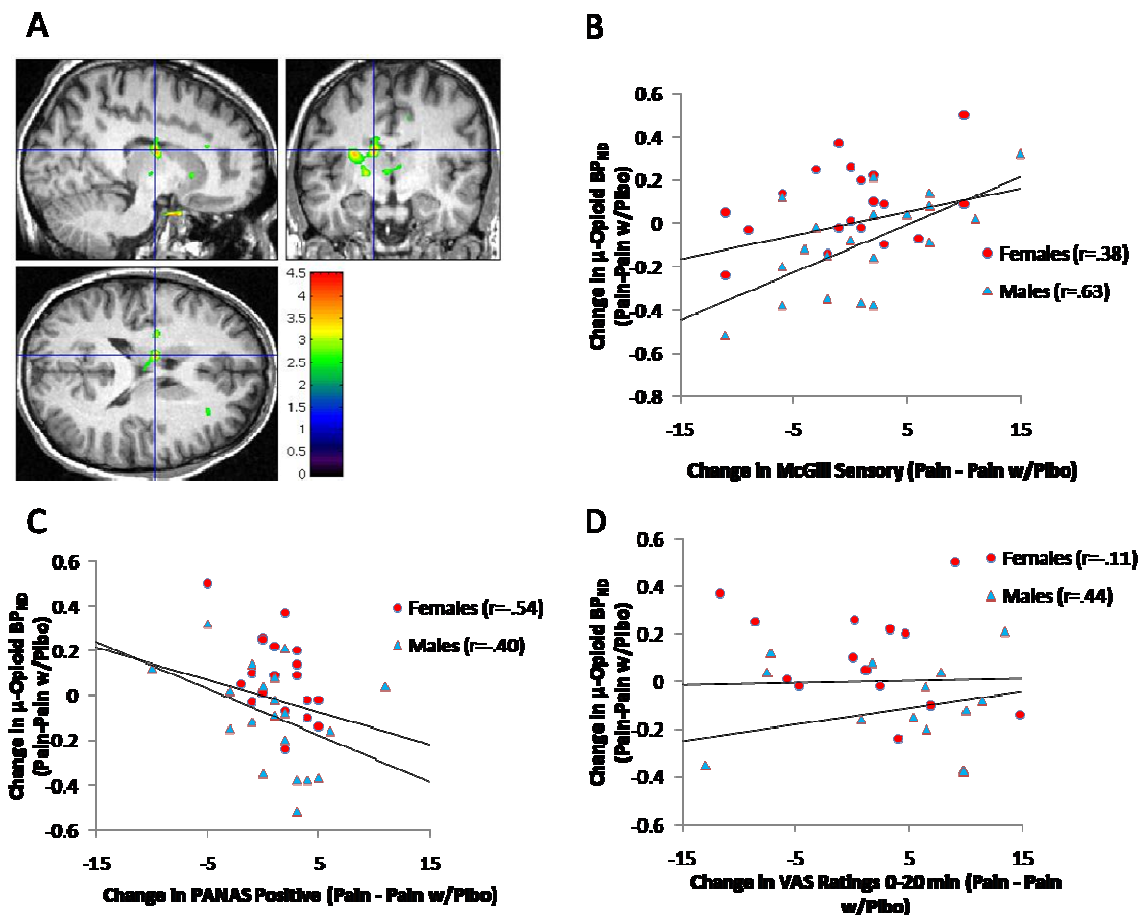 A
4.5
4
3.5
3
2.5
2
1.5
1
0.5
0
B
0.6
0.4
0.2
0
-0.2
-0.4
-0.6
-0.8
-15
-5
5
15
Change in μ-Opioid BPND
(Pain-Pain w/Plbo)
Females (r=.38)
Males (r=.63)
Change in McGill Sensory (Pain - Pain w/Plbo)
C
0.6
0.4
0.2
0
-0.2
-0.4
-0.6
-15
-5
5
15
Change in μ-Opioid BPND
(Pain-Pain w/Plbo)
Females (r=-.54)
Males (r=-.40)
Change in PANAS Positive (Pain - Pain w/Plbo)
D
0.6
0.4
0.2
0
-0.2
-0.4
-0.6
-15
-5
5
15
Change in μ-Opioid BPND
(Pain-Pain w/Plbo)
Females (r=-.11)
Males (r=.44)
Change in VAS Ratings 0-20 min (Pain - Pain
w/Plbo)